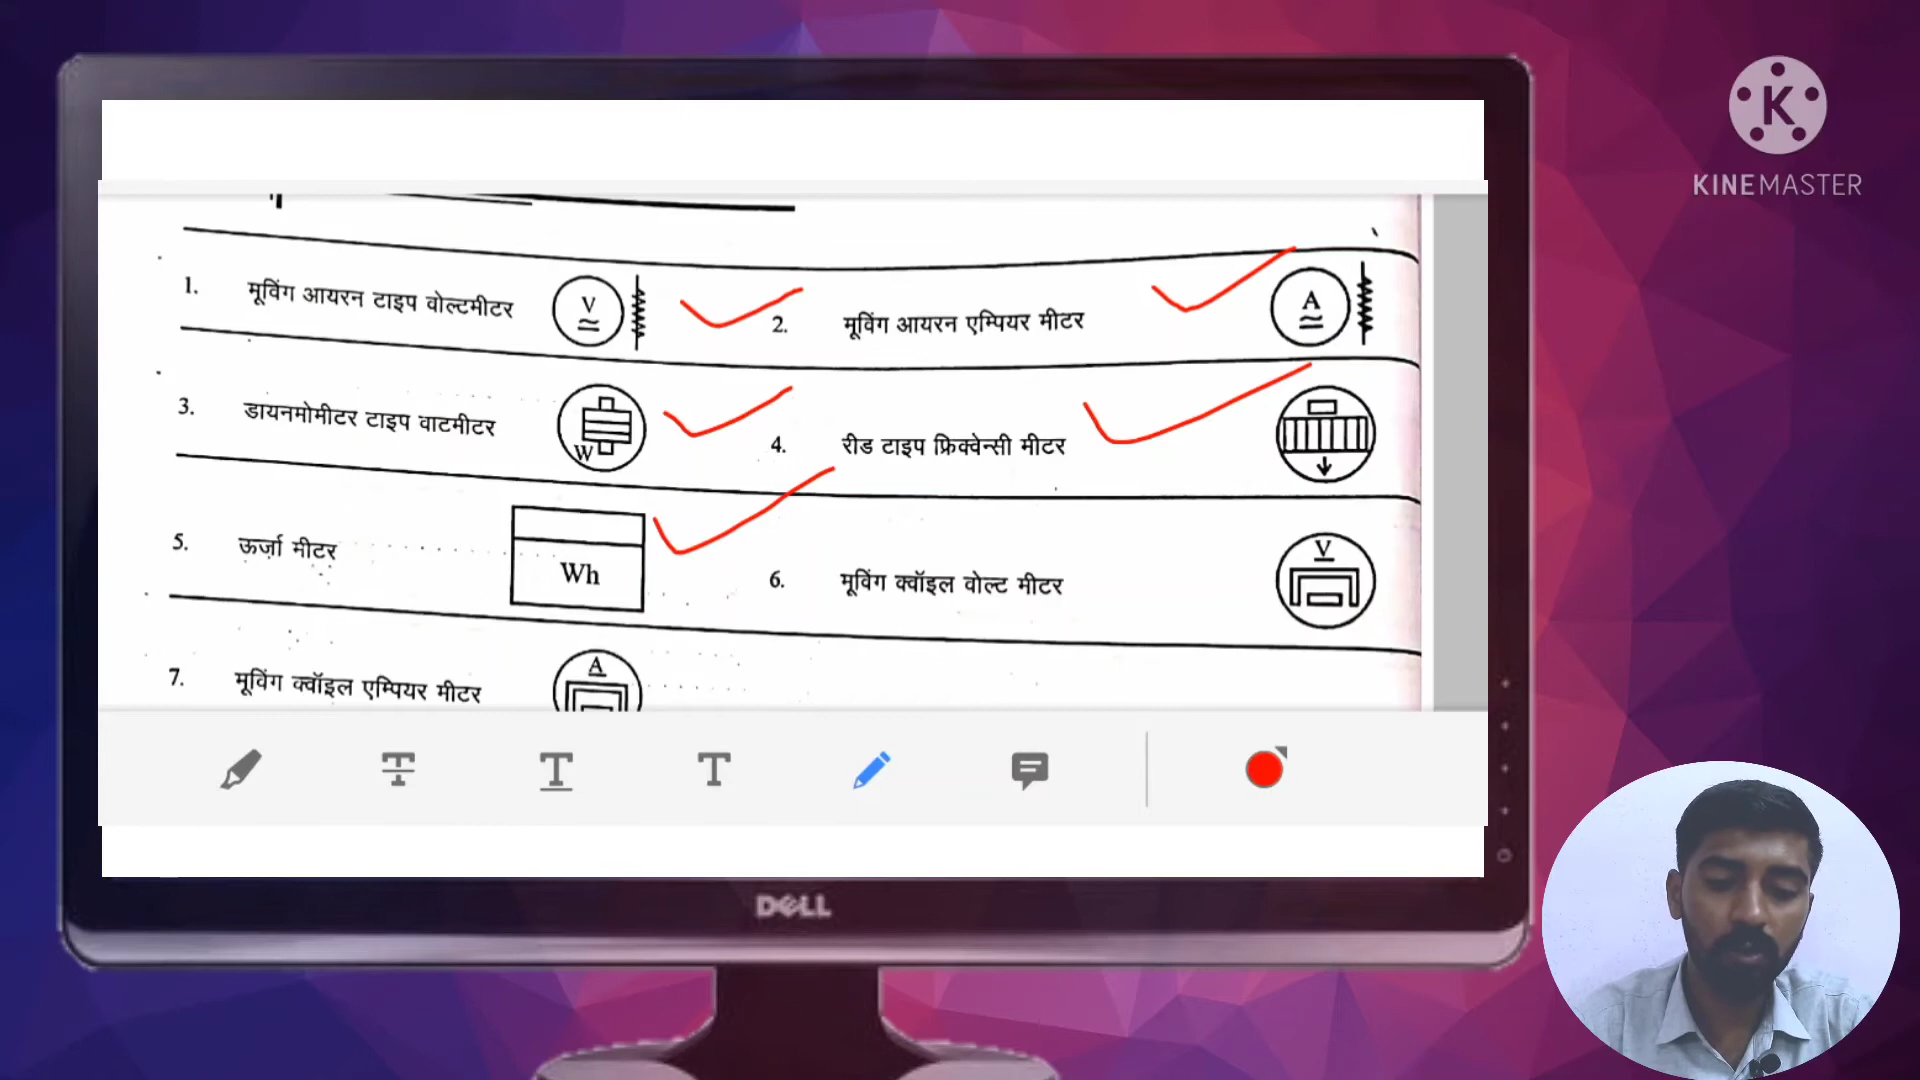 KINEMASTER
1. मूविंग आयरन टाइप वोल्टमीटर V
2. मूविंग आयरन एम्पियर मीटर A
3. डायनमोमीटर टाइप वाटमीटर W
4. रीड टाइप फ्रिक्वेन्सी मीटर
5. ऊर्ज़ा मीटर Wh
6. मूविंग क्वॉइल वोल्ट मीटर V
7. मूविंग क्वॉइल एम्पियर मीटर A
DELL